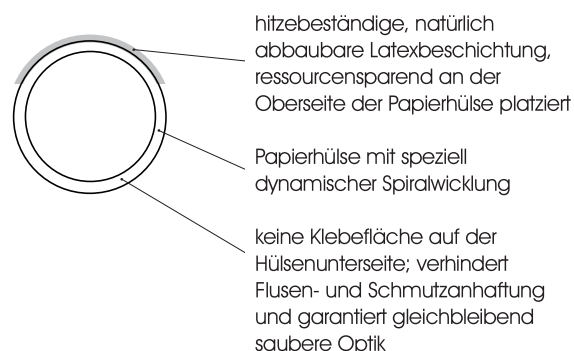 hitzebeständige, natürlich
abbaubare Latexbeschichtung,
ressourcensparend an der
Oberseite der Papierhülse platziert
Papierhülse mit speziell
dynamischer Spiralwicklung
keine Klebefläche auf der
Hülsenunterseite; verhindert
Flusen- und Schmutzanhaftung
und garantiert gleichbleibend
saubere Optik